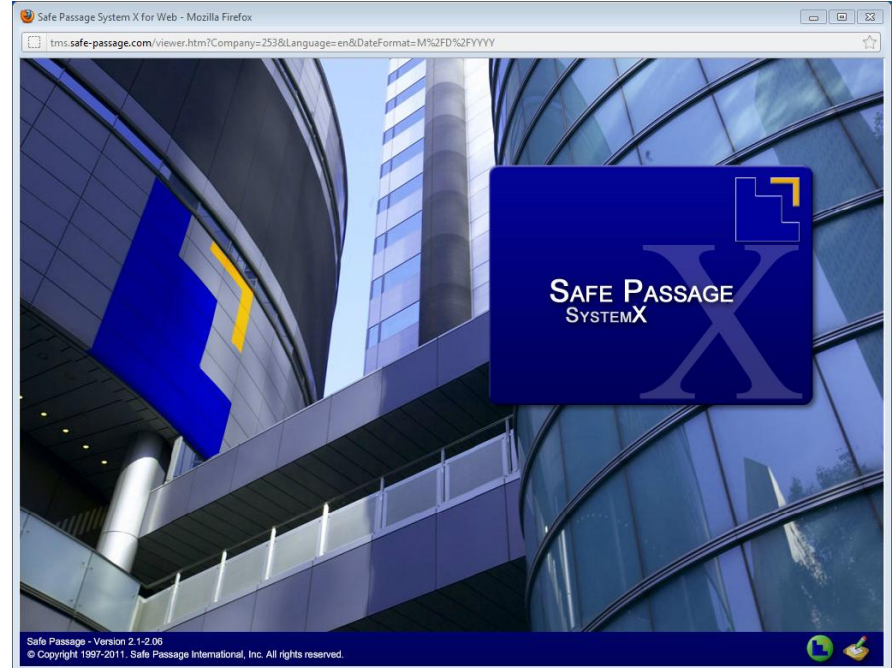 Safe Passage System X for Web - Mozilla Firefox
tms.safe-passage.com/viewer.htm?Company=253&Language=en&DateFormat=M%2FD%2FYYYY
X
SAFE PASSAGE
SYSTEMX
Safe Passage - Version 2.1-2.06
© Copyright 1997-2011. Safe Passage International, Inc. All rights reserved.